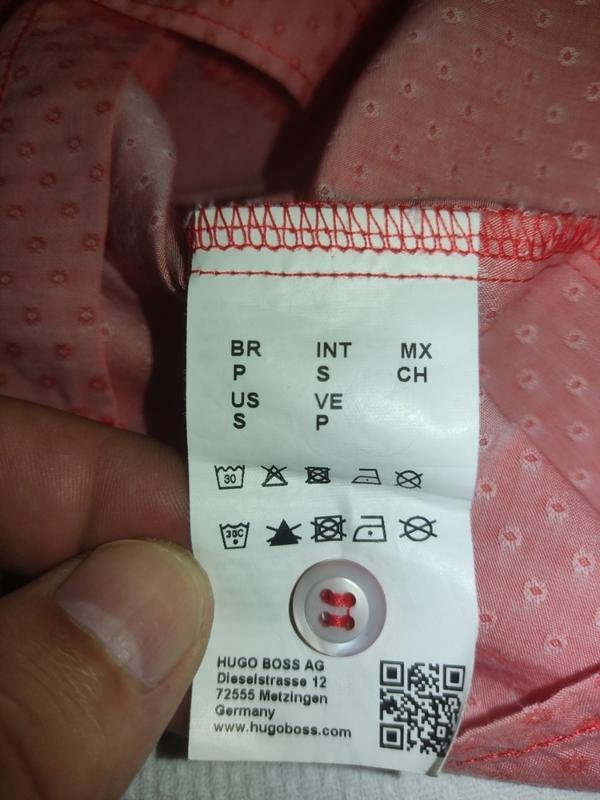 BR INT MX
P S CH
US VE
S P
30
30C
HUGO BOSS AG
Dieselstrasse 12
72555 Metzingen
Germany
www.hugoboss.com